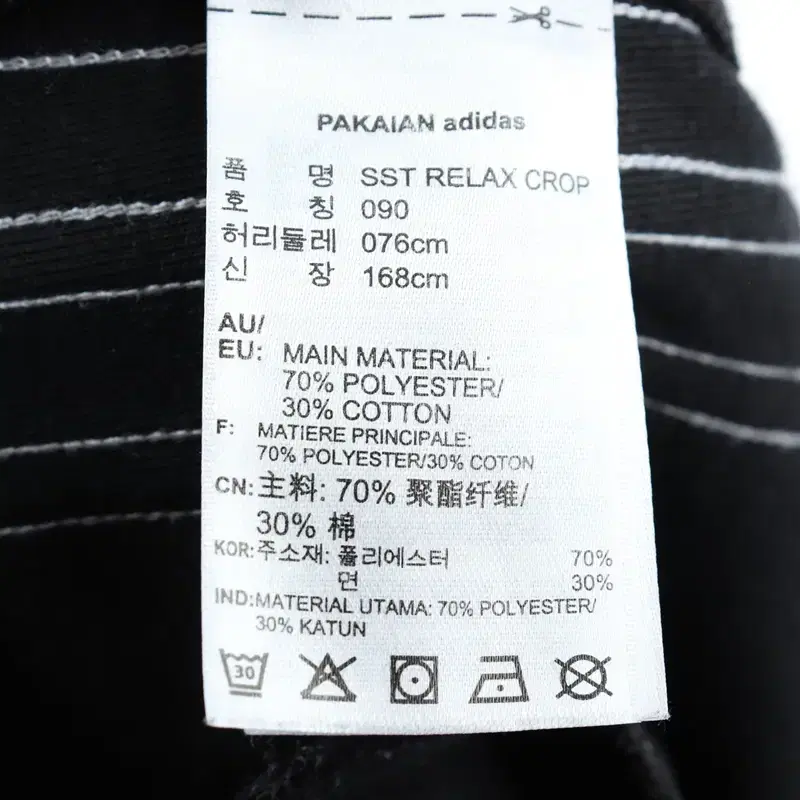 PAKAIAN adidas
품 명 SST RELAX CROP
호 칭 090
허리둘레 076cm
신 장 168cm
AU/
EU: MAIN MATERIAL:
70% POLYESTER/
30% COTTON
F: MATIERE PRINCIPALE:
70% POLYESTER/30% COTON
CN:主料: 70% 聚酯纤维/
30% 棉
KOR:주소재: 폴리에스터 70%
면 30%
IND:MATERIAL UTAMA: 70% POLYESTER/
30% KATUN
30